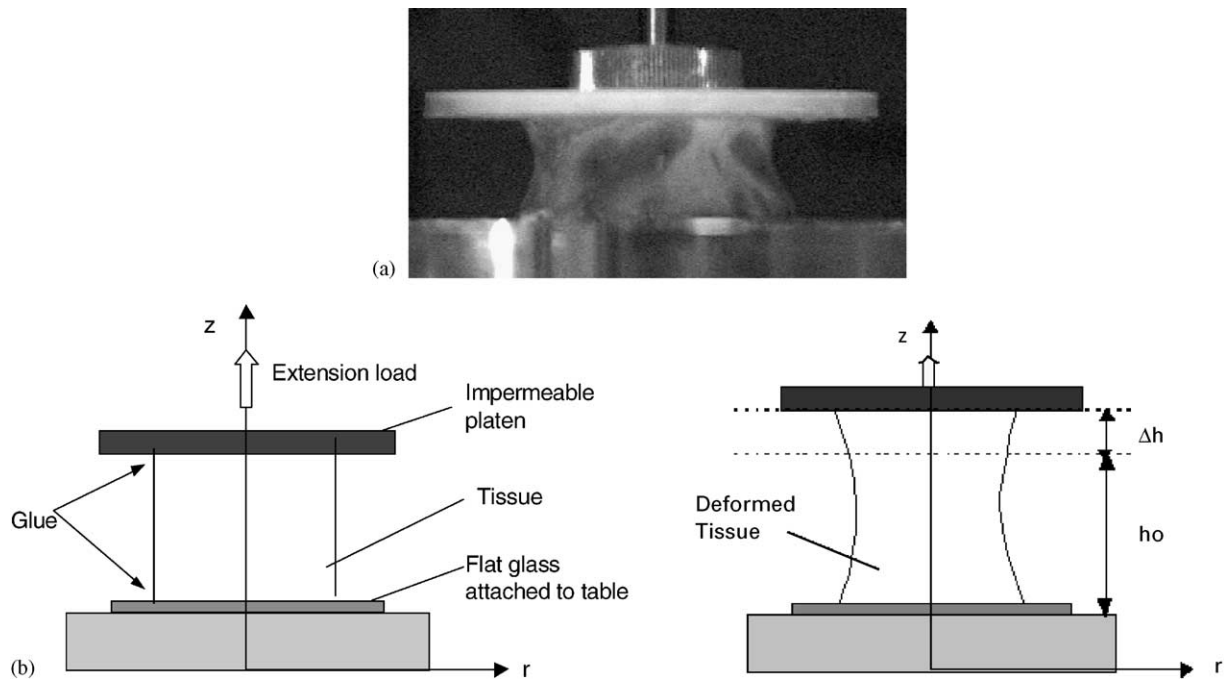 (a)
z
Extension load
Impermeable
platen
Glue
Tissue
Flat glass
attached to table
(b)
r
z
Δh
Deformed
Tissue
ho
r